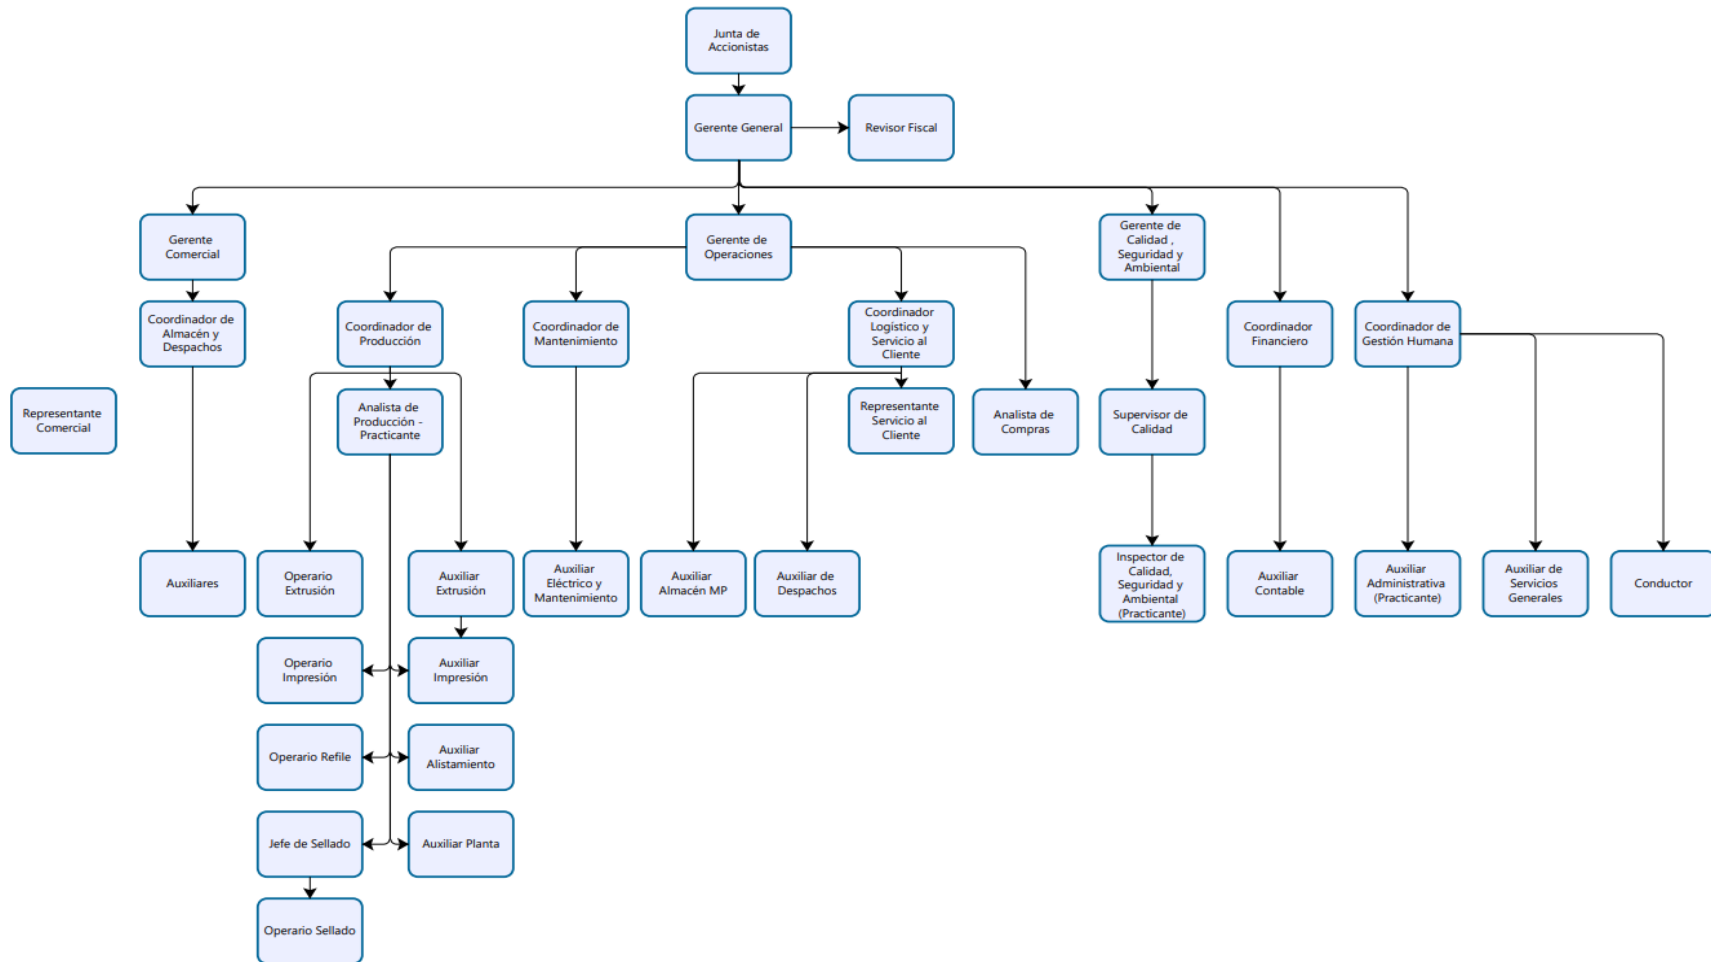 Junta de
Accionistas
Gerente General
Revisor Fiscal
Gerente
Comercial
Gerente de
Operaciones
Gerente de
Calidad ,
Seguridad y
Ambiental
Coordinador de
Almacén y
Despachos
Coordinador de
Producción
Coordinador de
Mantenimiento
Coordinador
Logístico y
Servicio al
Cliente
Coordinador
Financiero
Coordinador de
Gestión Humana
Representante
Comercial
Analista de
Producción -
Practicante
Representante
Servicio al
Cliente
Analista de
Compras
Supervisor de
Calidad
Auxiliares
Operario
Extrusión
Auxiliar
Extrusión
Auxiliar
Eléctrico y
Mantenimiento
Auxiliar
Almacén MP
Auxiliar de
Despachos
Inspector de
Calidad,
Seguridad y
Ambiental
(Practicante)
Auxiliar
Contable
Auxiliar
Administrativa
(Practicante)
Auxiliar de
Servicios
Generales
Conductor
Operario
Impresión
Auxiliar
Impresión
Operario Refile
Auxiliar
Alistamiento
Jefe de Sellado
Auxiliar Planta
Operario Sellado